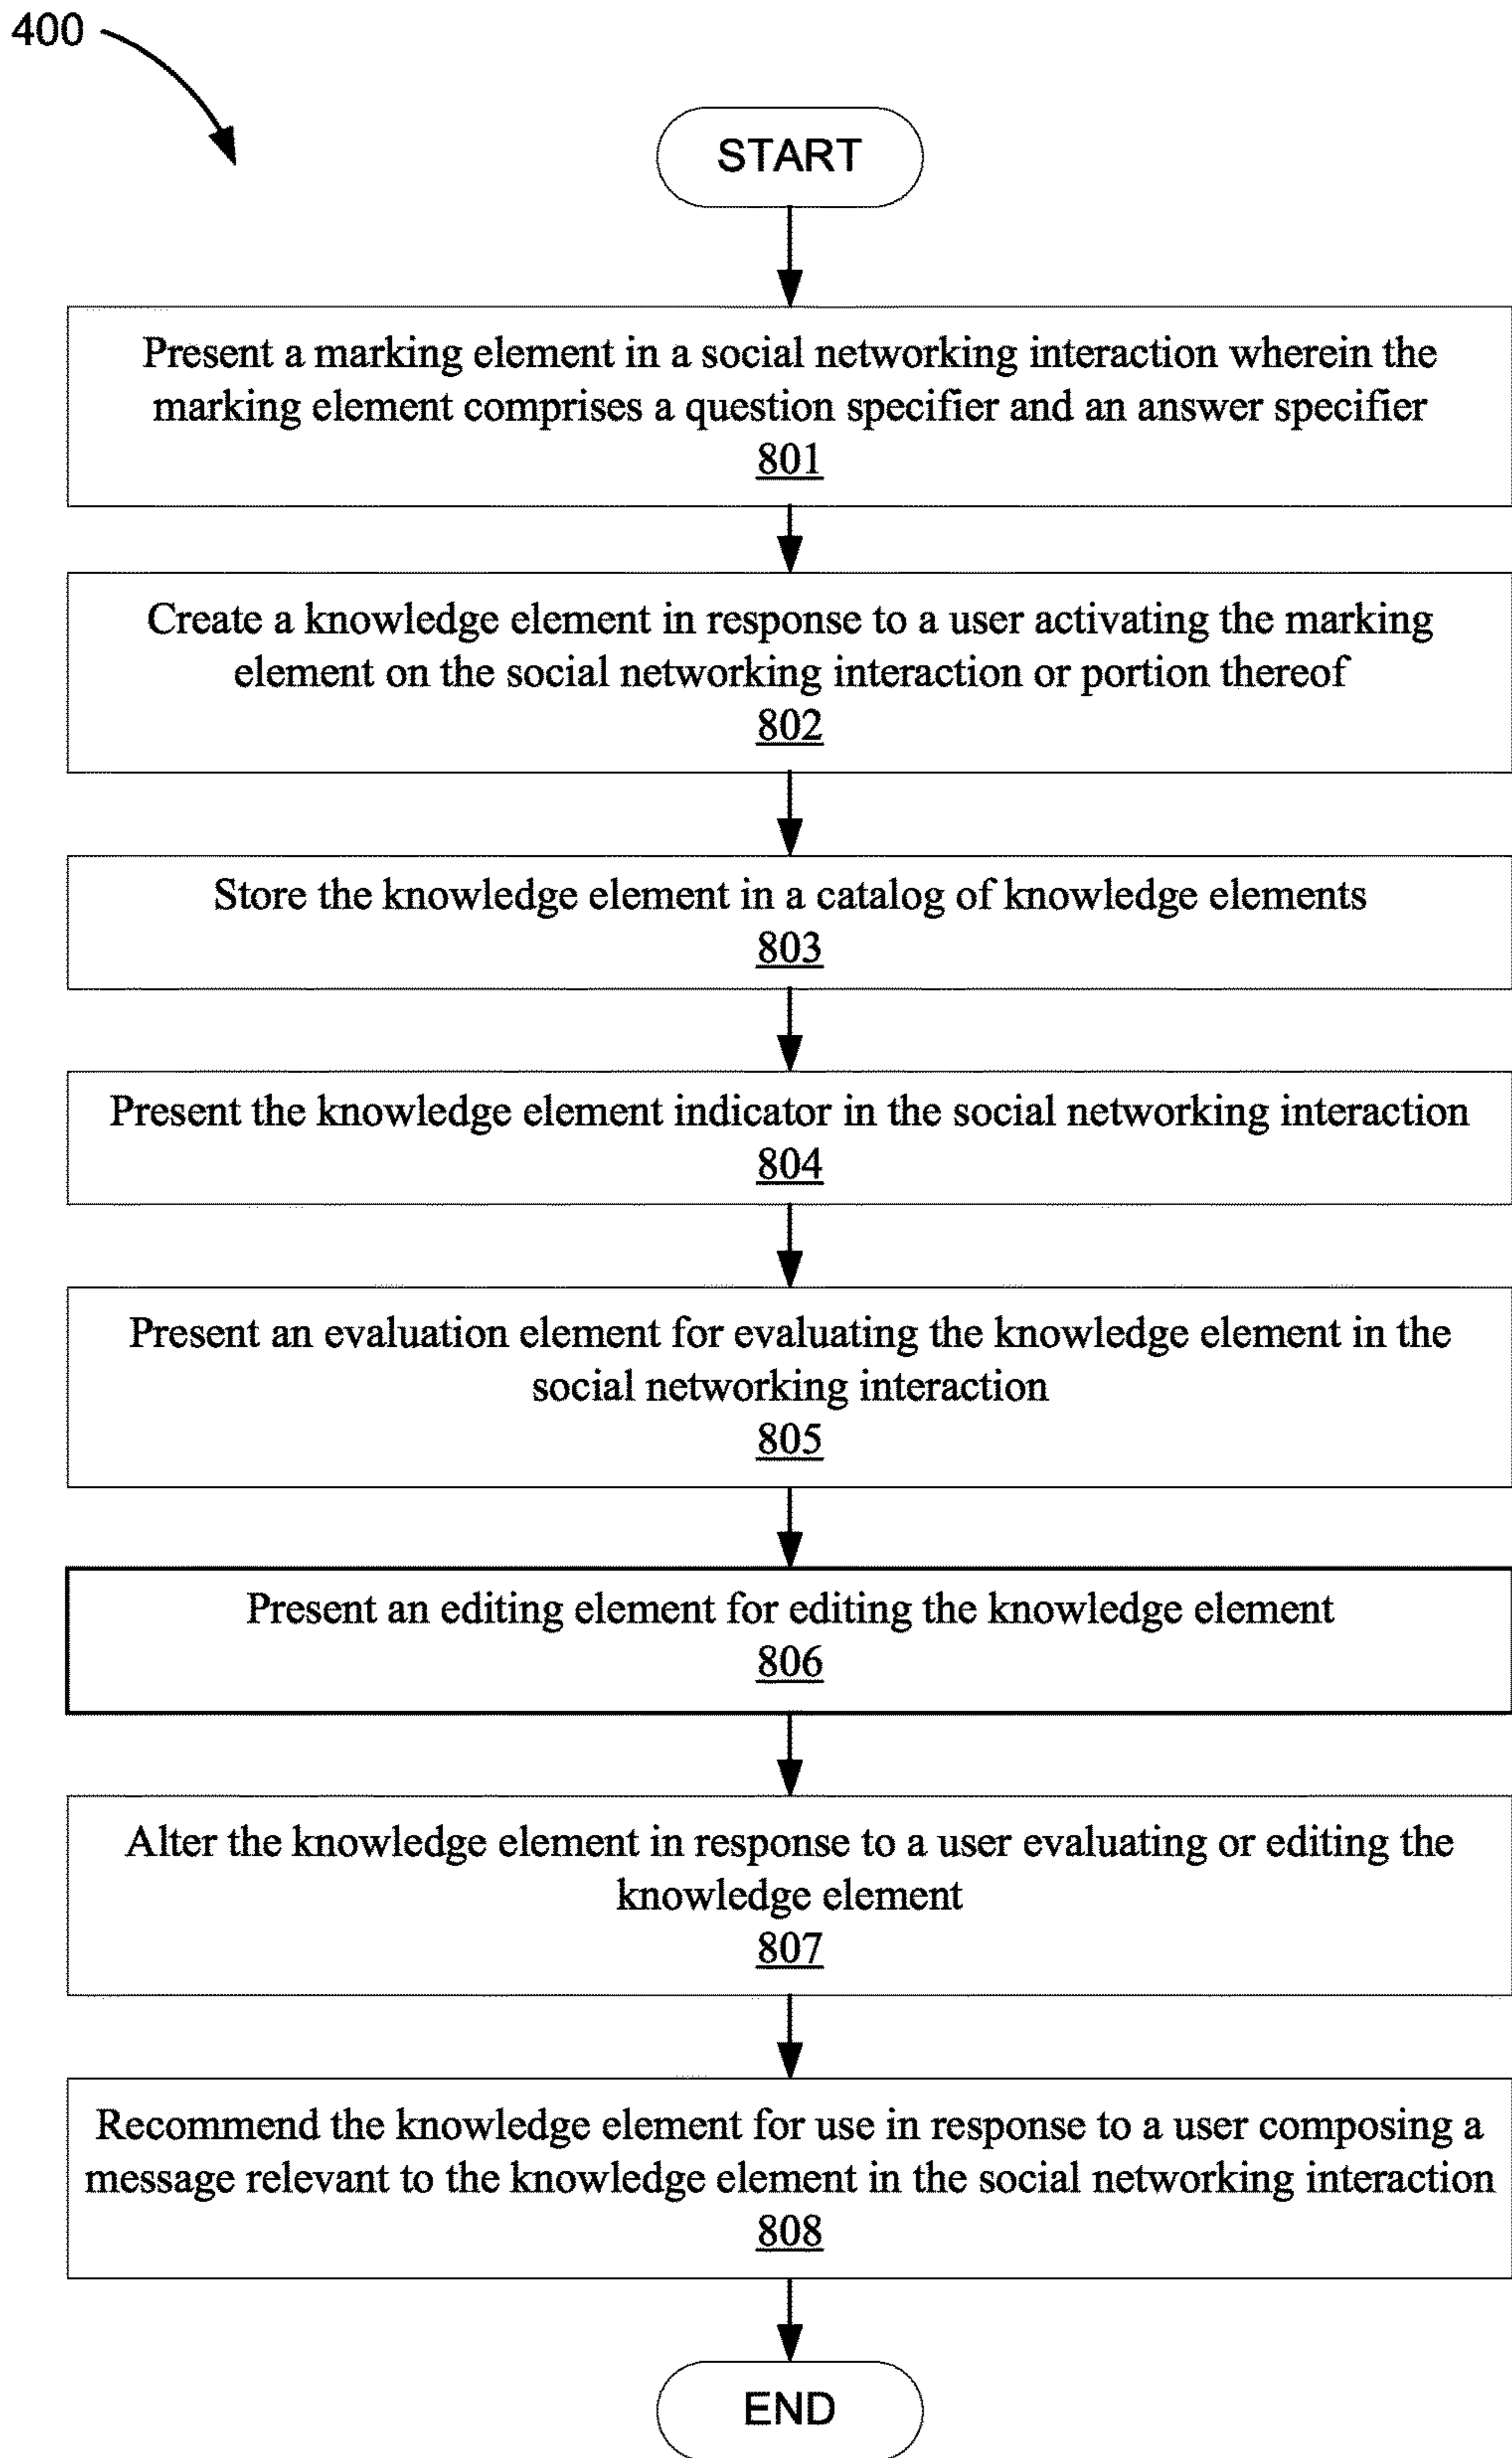 400
START
Present a marking element in a social networking interaction wherein the
marking element comprises a question specifier and an answer specifier
801
Create a knowledge element in response to a user activating the marking
element on the social networking interaction or portion thereof
802
Store the knowledge element in a catalog of knowledge elements
803
Present the knowledge element indicator in the social networking interaction
804
Present an evaluation element for evaluating the knowledge element in the
social networking interaction
805
Present an editing element for editing the knowledge element
806
Alter the knowledge element in response to a user evaluating or editing the
knowledge element
807
Recommend the knowledge element for use in response to a user composing a
message relevant to the knowledge element in the social networking interaction
808
END